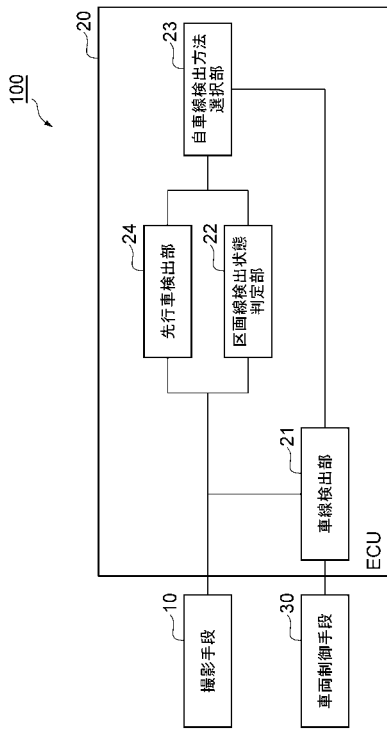 100
20
10
撮影手段
30
車両制御手段
24
先行車検出部
22
区画線検出状態
判定部
23
自車線検出方法
選択部
21
車線検出部
ECU